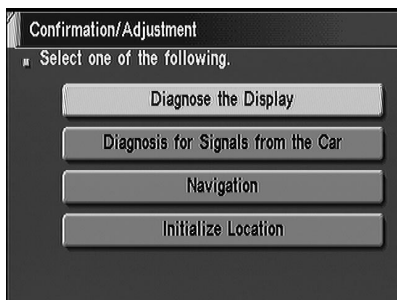 Confirmation/Adjustment
Select one of the following.
Diagnose the Display
Diagnosis for Signals from the Car
Navigation
Initialize Location